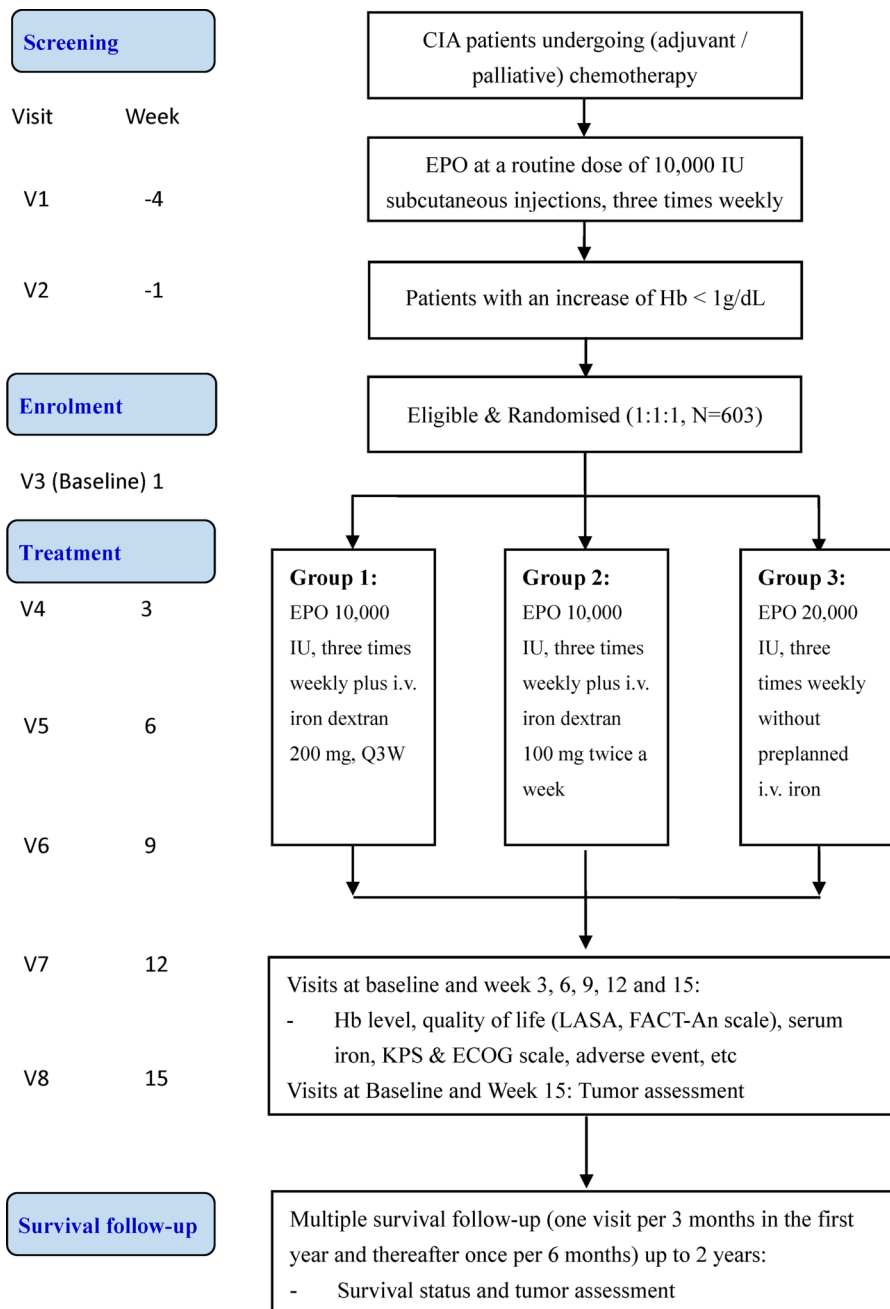 Screening
Visit Week
V1 -4
V2 -1
Enrolment
V3 (Baseline) 1
Treatment
V4 3
V5 6
V6 9
V7 12
V8 15
Survival follow-up
CIA patients undergoing (adjuvant /
palliative) chemotherapy
EPO at a routine dose of 10,000 IU
subcutaneous injections, three times weekly
Patients with an increase of Hb < 1g/dL
Eligible & Randomised (1:1:1, N=603)
Group 1:
EPO 10,000
IU, three times
weekly plus i.v.
iron dextran
200 mg, Q3W
Group 2:
EPO 10,000
IU, three times
weekly plus i.v.
iron dextran
100 mg twice a
week
Group 3:
EPO 20,000
IU, three
times weekly
without
preplanned
i.v. iron
Visits at baseline and week 3, 6, 9, 12 and 15:
- Hb level, quality of life (LASA, FACT-An scale), serum
iron, KPS & ECOG scale, adverse event, etc
Visits at Baseline and Week 15: Tumor assessment
Multiple survival follow-up (one visit per 3 months in the first
year and thereafter once per 6 months) up to 2 years:
- Survival status and tumor assessment